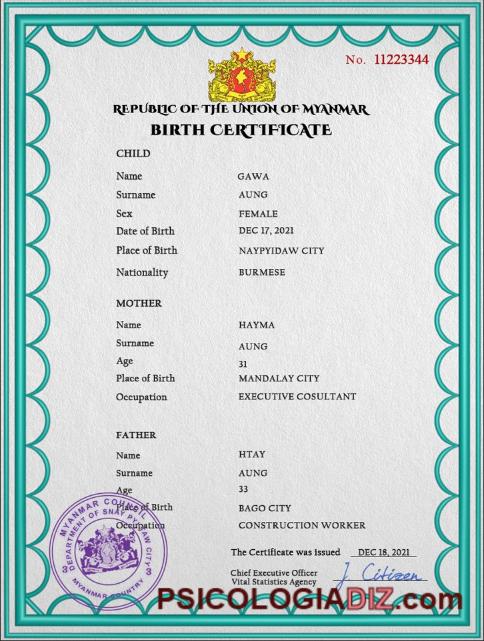 No. 11223344
REPUBLIC OF THE UNION OF MYANMAR
BIRTH CERTIFICATE
CHILD
Name GAWA
Surname AUNG
Sex FEMALE
Date of Birth DEC 17, 2021
Place of Birth NAYPYIDAW CITY
Nationality BURMESE
MOTHER
Name HAYMA
Surname AUNG
Age 31
Place of Birth MANDALAY CITY
Occupation EXECUTIVE COSULTANT
FATHER
Name HTAY
Surname AUNG
Age 33
Place of Birth BAGO CITY
Occupation CONSTRUCTION WORKER
The Certificate was issued DEC 18, 2021
Chief Executive Officer
Vital Statistics Agency
J. Citizen
MYANMAR COUNCIL
DEPARTMENT OF CITY
MYANMAR COUNTRY
PSICOLOGIADIZ.com